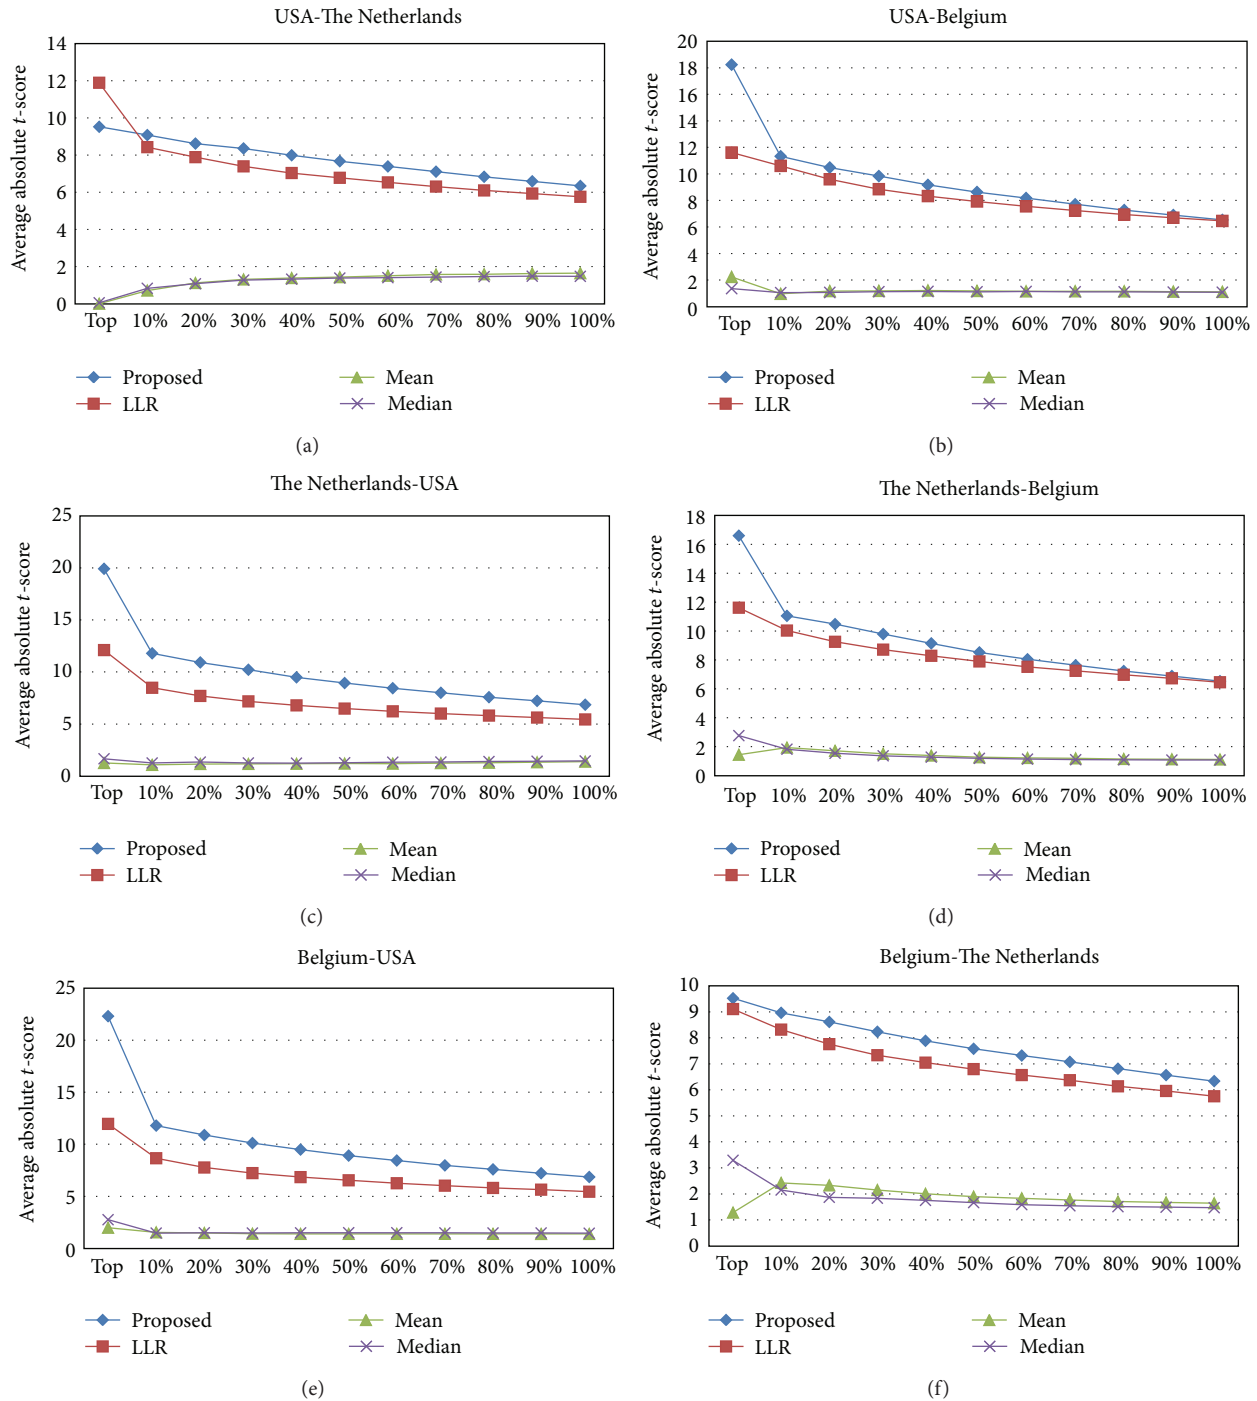 USA-The Netherlands
Average absolute t-score
14
12
10
8
6
4
2
0
Top 10% 20% 30% 40% 50% 60% 70% 80% 90% 100%
Proposed
LLR
Mean
Median
(a)
USA-Belgium
Average absolute t-score
20
18
16
14
12
10
8
6
4
2
0
Top 10% 20% 30% 40% 50% 60% 70% 80% 90% 100%
Proposed
LLR
Mean
Median
(b)
The Netherlands-USA
Average absolute t-score
25
20
15
10
5
0
Top 10% 20% 30% 40% 50% 60% 70% 80% 90% 100%
Proposed
LLR
Mean
Median
(c)
The Netherlands-Belgium
Average absolute t-score
18
16
14
12
10
8
6
4
2
0
Top 10% 20% 30% 40% 50% 60% 70% 80% 90% 100%
Proposed
LLR
Mean
Median
(d)
Belgium-USA
Average absolute t-score
25
20
15
10
5
0
Top 10% 20% 30% 40% 50% 60% 70% 80% 90% 100%
Proposed
LLR
Mean
Median
(e)
Belgium-The Netherlands
Average absolute t-score
10
9
8
7
6
5
4
3
2
1
0
Top 10% 20% 30% 40% 50% 60% 70% 80% 90% 100%
Proposed
LLR
Mean
Median
(f)